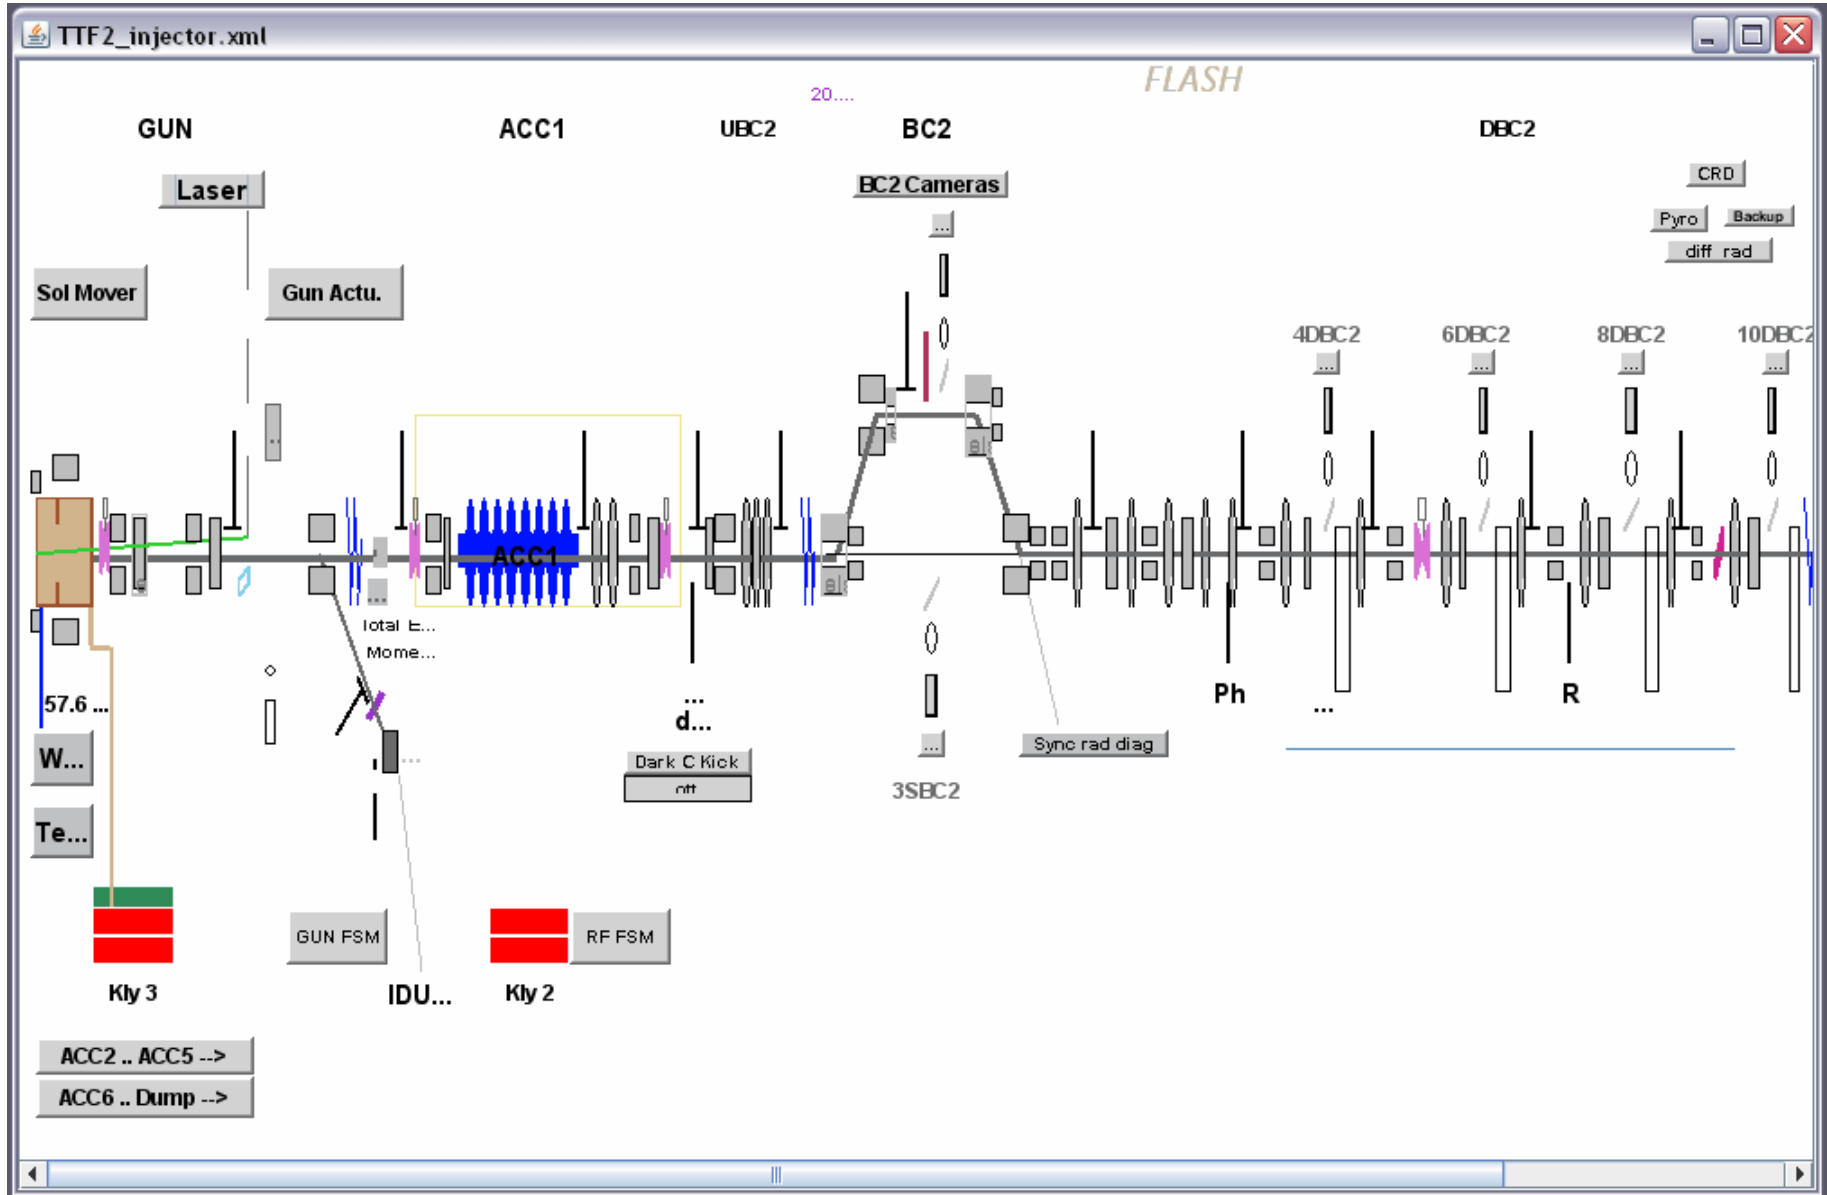 TTF2_injector.xml
FLASH
20....
GUN
ACC1
UBC2
BC2
DBC2
CRD
Laser
BC2 Cameras
...
Pyro
Backup
diff rad
Sol Mover
Gun Actu.
4DBC2
6DBC2
8DBC2
10DBC2
...
...
...
...
..
ACC1
...
Total E...
Mome...
57.6 ...
...
d...
Ph
...
R
W...
...
Dark C Kick
off
...
Sync rad diag
3SBC2
Te...
GUN FSM
RF FSM
Kly 3
IDU...
Kly 2
ACC2 .. ACC5 -->
ACC6 .. Dump -->